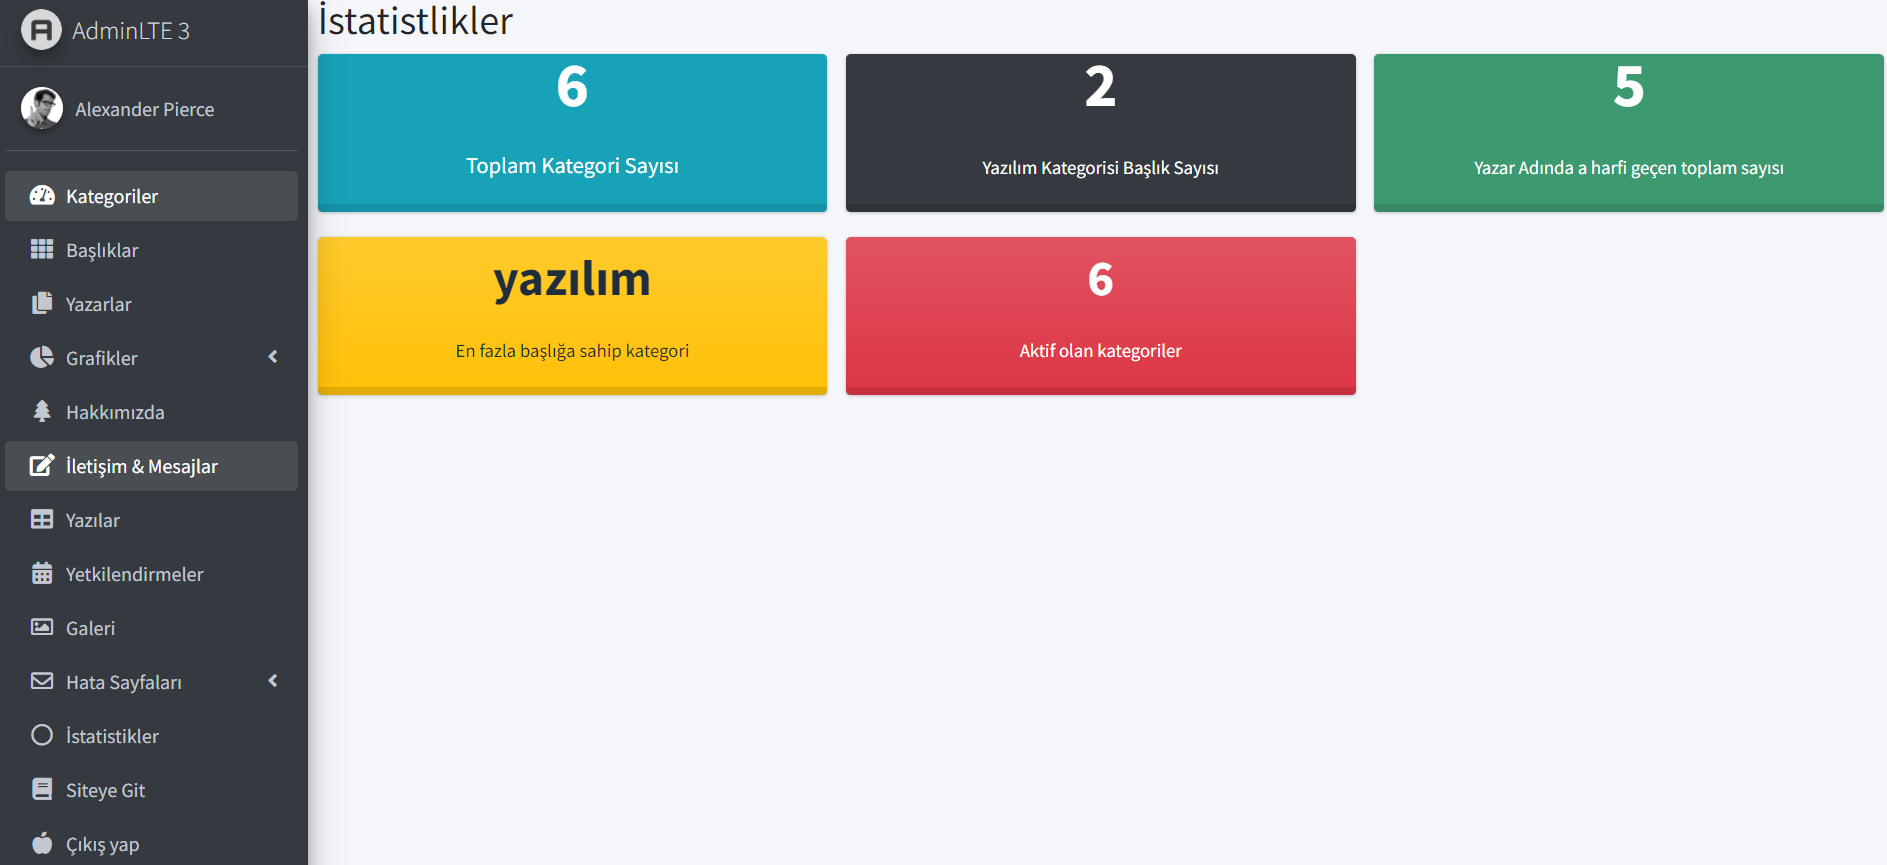 AdminLTE 3
Alexander Pierce
Kategoriler
Başlıklar
Yazarlar
Grafikler
Hakkımızda
İletişim & Mesajlar
Yazılar
Yetkilendirmeler
Galeri
Hata Sayfaları
İstatistikler
Siteye Git
Çıkış yap
İstatistlikler
6
Toplam Kategori Sayısı
2
Yazılım Kategorisi Başlık Sayısı
5
Yazar Adında a harfi geçen toplam sayısı
yazılım
En fazla başlığa sahip kategori
6
Aktif olan kategoriler